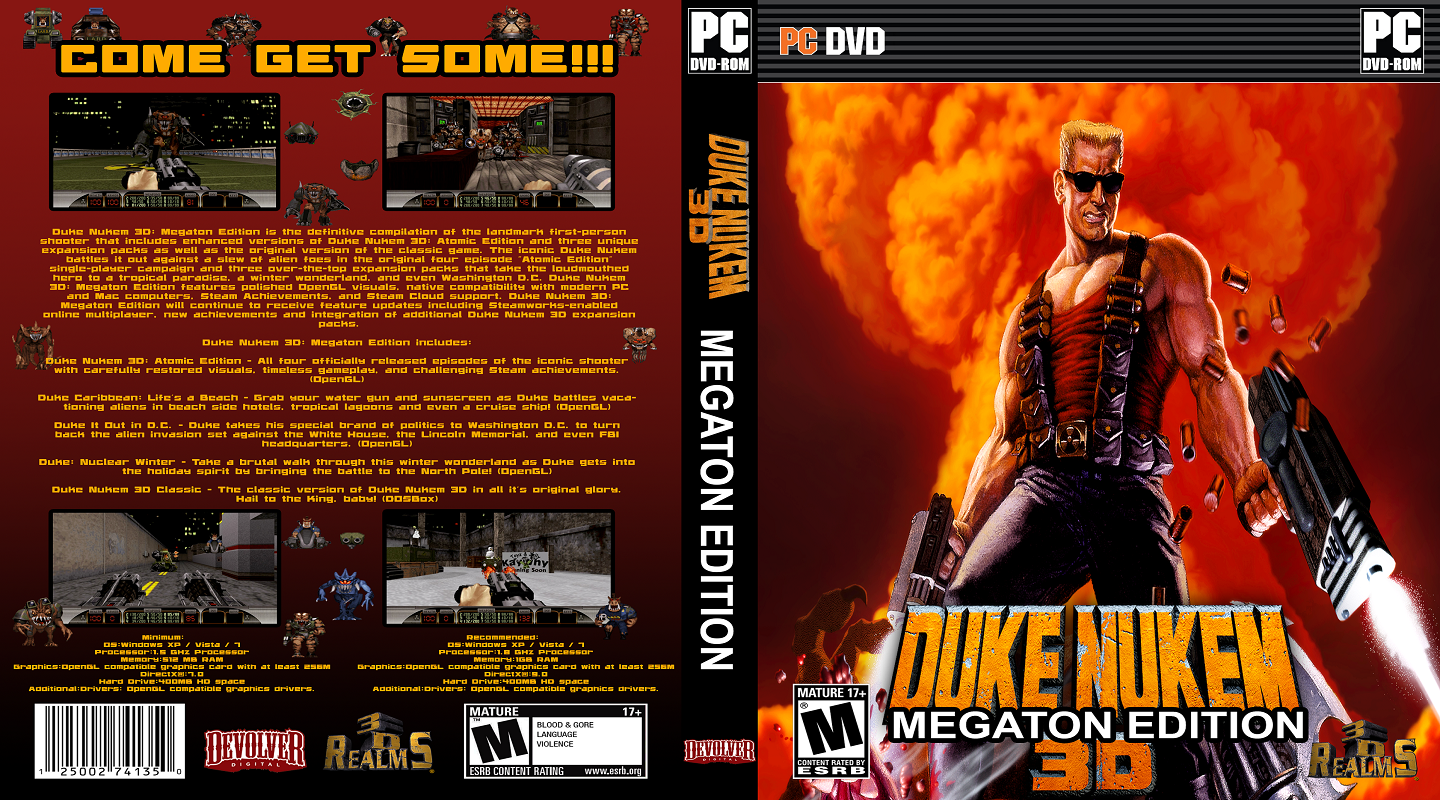 COME GET SOME!!!
Duke Nukem 3D: Megaton Edition is the definitive compilation of the landmark first-person
shooter that includes enhanced versions of Duke Nukem 3D: Atomic Edition and three unique
expansion packs as well as the original version of the classic game. The iconic Duke Nukem
battles it out against a slew of alien foes in the original four episode "Atomic Edition"
single-player campaign and three over-the-top expansion packs that take the loudmouthed
hero to a tropical paradise, a winter wonderland, and even Washington D.C. Duke Nukem
3D: Megaton Edition features polished OpenGL visuals, native compatibility with modern PC
and Mac computers, Steam Achievements, and Steam Cloud support. Duke Nukem 3D:
Megaton Edition will continue to receive feature updates including Steamworks-enabled
online multiplayer, new achievements and integration of additional Duke Nukem 3D expansion
packs.
Duke Nukem 3D: Megaton Edition includes:
Duke Nukem 3D: Atomic Edition - All four officially released episodes of the iconic shooter
with carefully restored visuals, timeless gameplay, and challenging Steam achievements.
(OpenGL)
Duke Caribbean: Life's a Beach - Grab your water gun and sunscreen as Duke battles vaca-
tioning aliens in beach side hotels, tropical lagoons and even a cruise ship! (OpenGL)
Duke It Out in D.C. - Duke takes his special brand of politics to Washington D.C. to turn
back the alien invasion set against the White House, the Lincoln Memorial, and even FBI
headquarters. (OpenGL)
Duke: Nuclear Winter - Take a brutal walk through this winter wonderland as Duke gets into
the holiday spirit by bringing the battle to the North Pole! (OpenGL)
Duke Nukem 3D Classic - The classic version of Duke Nukem 3D in all it's original glory.
Hail to the King, baby! (DOSBox)
Minimum:
OS:Windows XP / Vista / 7
Processor:1.5 GHz Processor
Memory:512 MB RAM
Graphics:OpenGL compatible graphics card with at least 256M
DirectX®:7.0
Hard Drive:400MB HD space
Additional:Drivers: OpenGL compatible graphics drivers.
Recommended:
OS:Windows XP / Vista / 7
Processor:1.8 GHz Processor
Memory:1GB RAM
Graphics:OpenGL compatible graphics card with at least 256M
DirectX®:9.0
Hard Drive:400MB HD space
Additional:Drivers: OpenGL compatible graphics drivers.
1 25002 74135 0
DEVOLVER
DIGITAL
3D
REALMS
MATURE 17+
M
BLOOD & GORE
LANGUAGE
VIOLENCE
ESRB CONTENT RATING www.esrb.org
PC
DVD-ROM
DUKE NUKEM
3D
MEGATON EDITION
DEVOLVER
DIGITAL
PC DVD
PC
DVD-ROM
DUKE NUKEM
MEGATON EDITION
3D
MATURE 17+
M
CONTENT RATED BY
ESRB
3D
REALMS